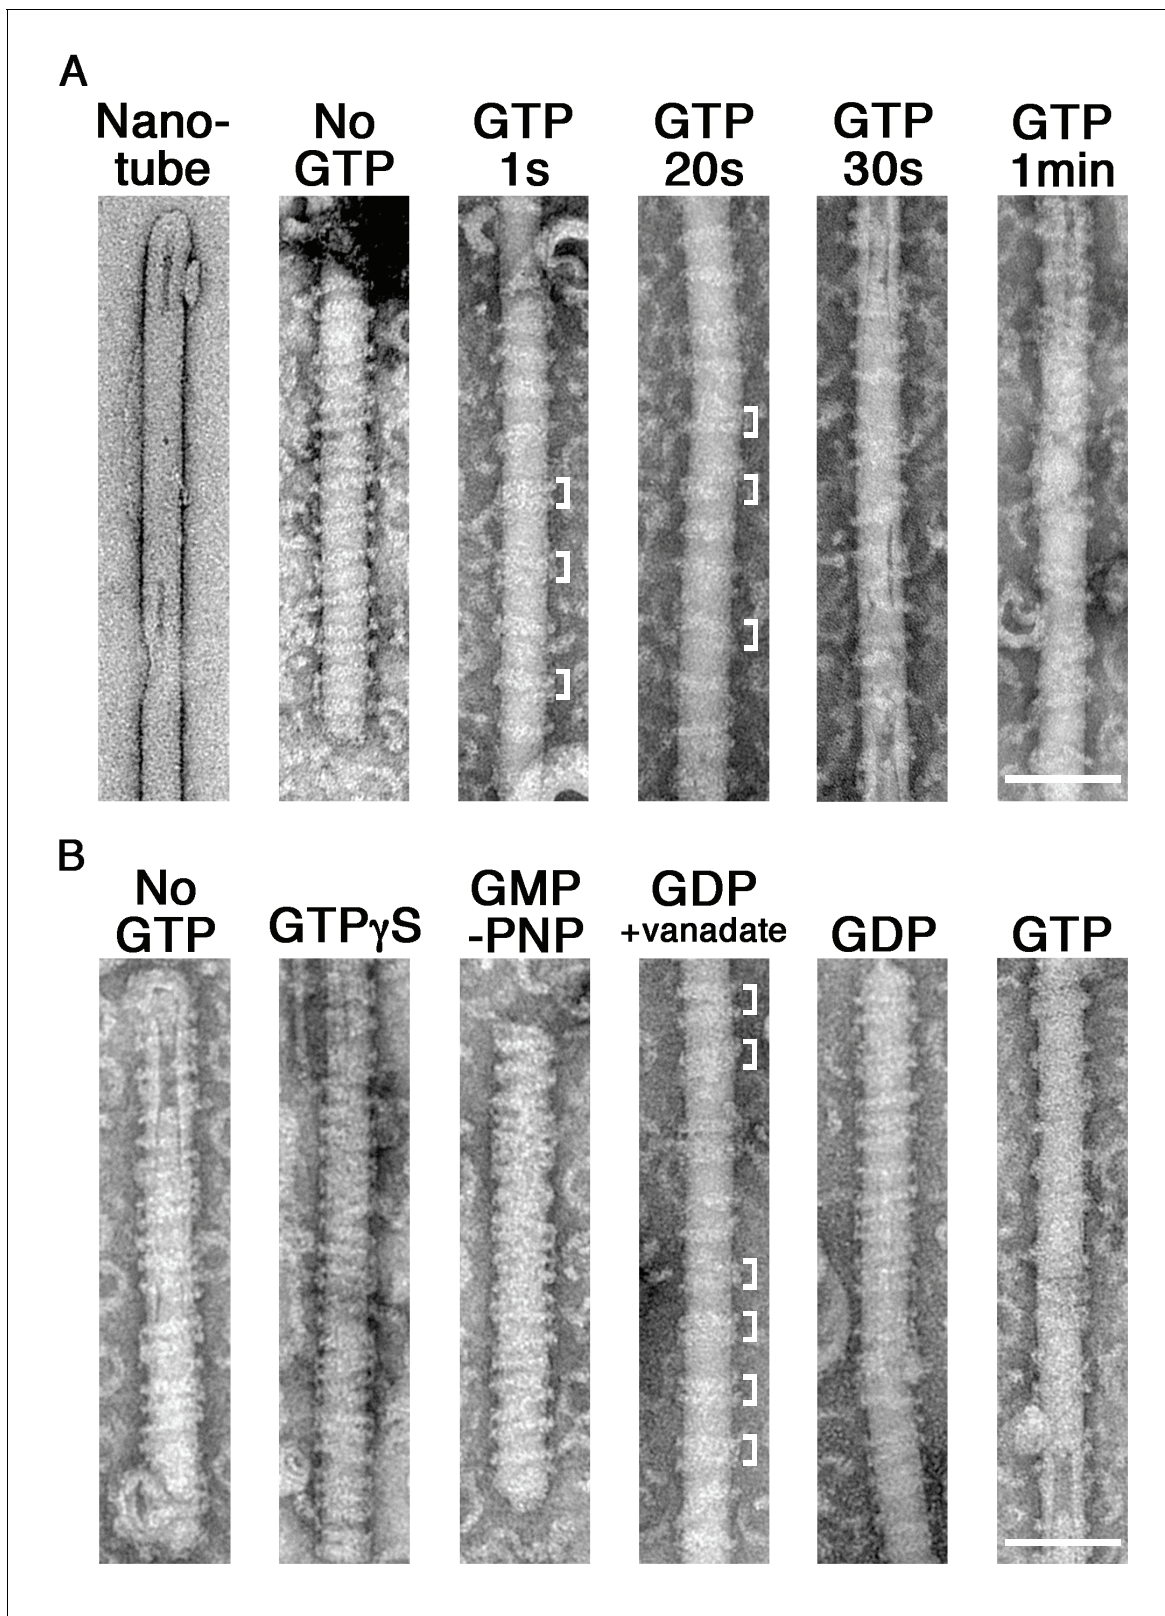 A
Nano-
tube
No
GTP
GTP
1s
GTP
20s
GTP
30s
GTP
1min
B
No
GTP
GTPγS
GMP
-PNP
GDP
+vanadate
GDP
GTP